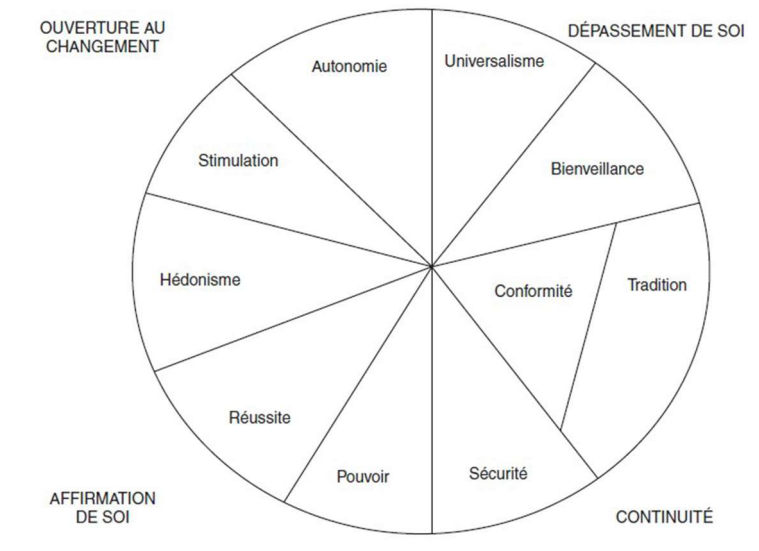 OUVERTURE AU
CHANGEMENT
DÉPASSEMENT DE SOI
Autonomie
Universalisme
Stimulation
Bienveillance
Hédonisme
Conformité
Tradition
Réussite
Pouvoir
Sécurité
AFFIRMATION
DE SOI
CONTINUITÉ